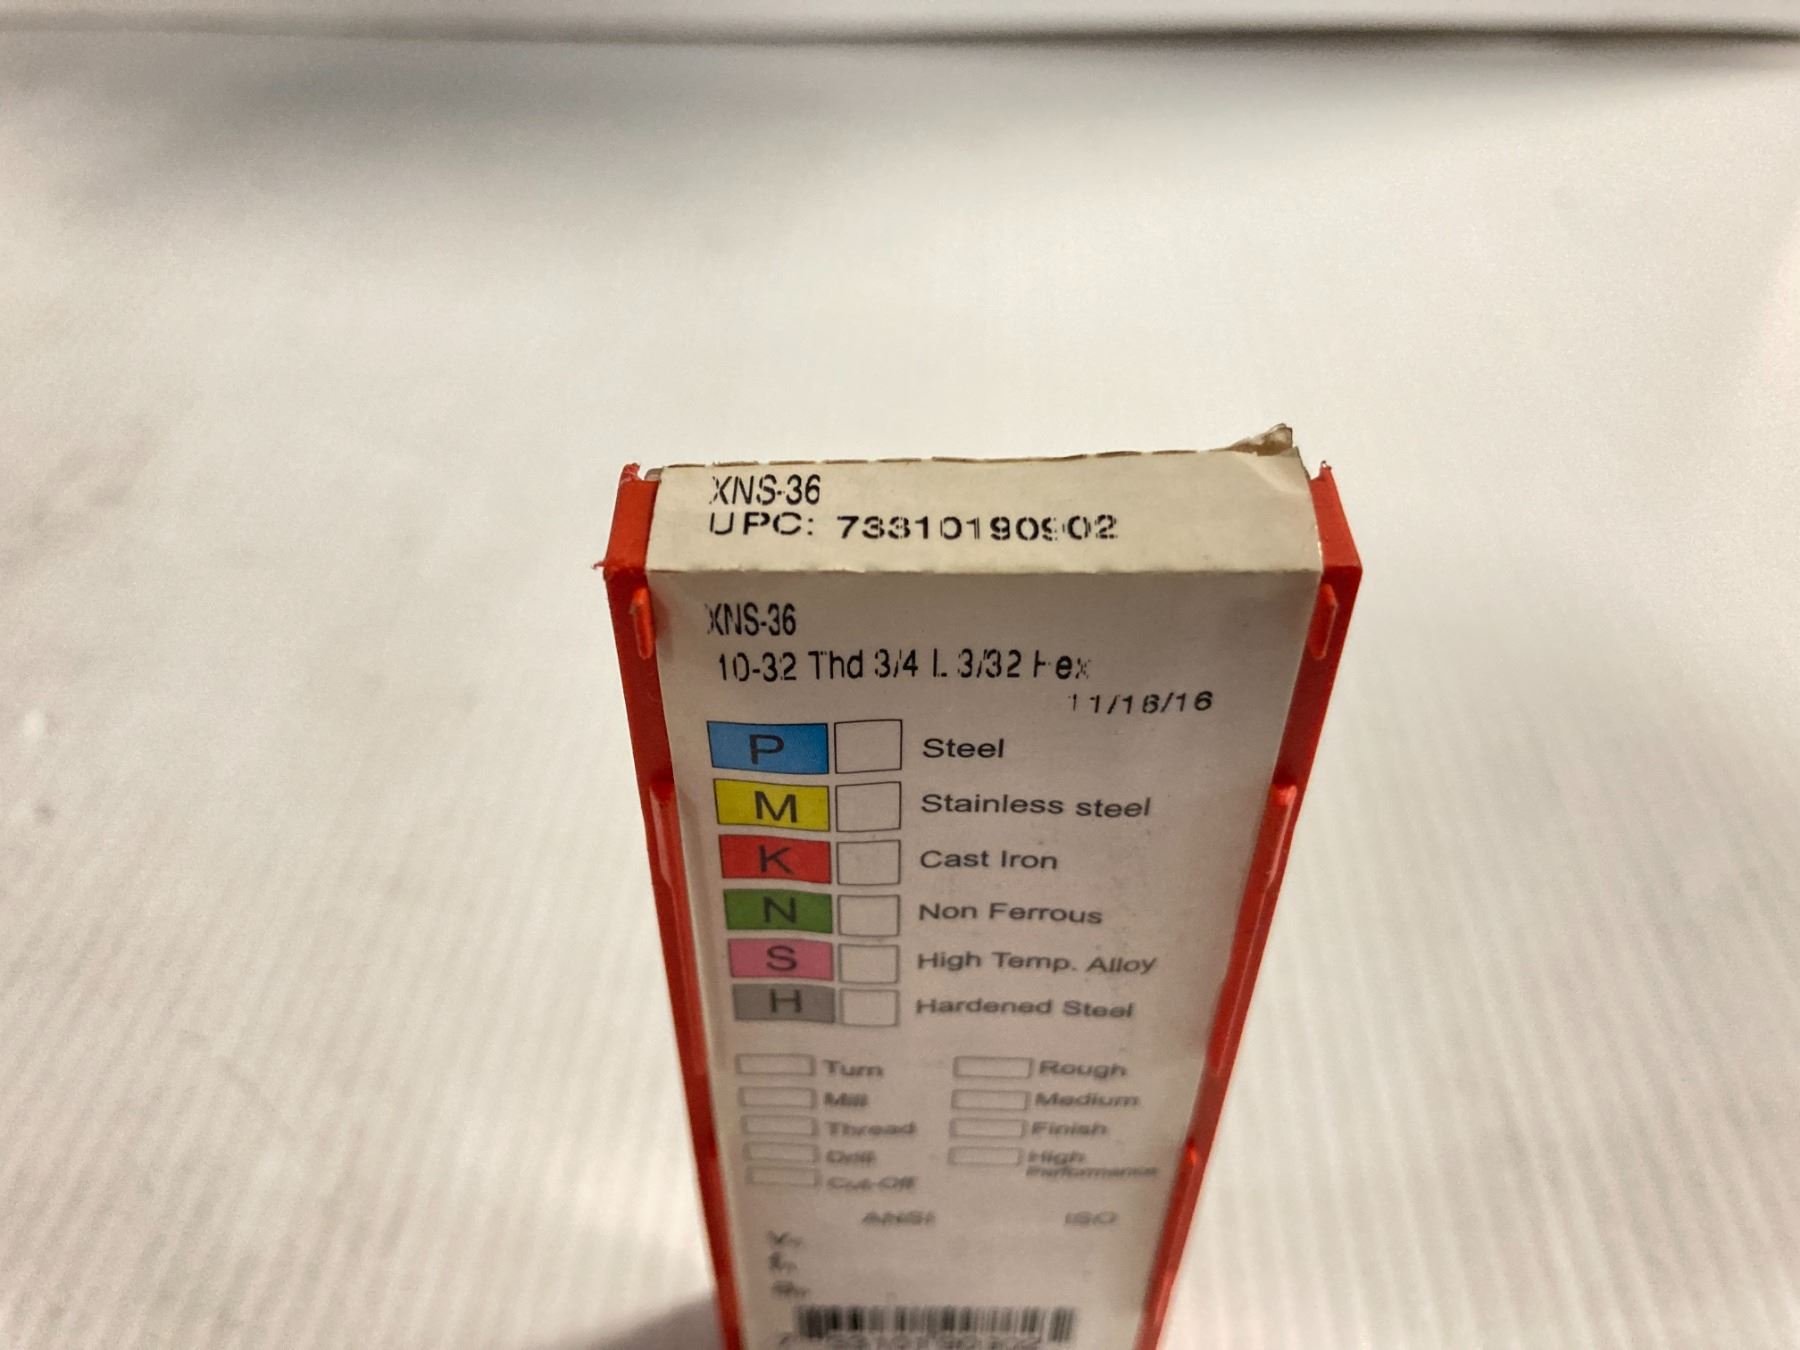 XNS-36
UPC: 73310190902
XNS-36
10-32 Thd 3/4 L 3/32 Hex
11/16/16
P Steel
M Stainless steel
K Cast Iron
N Non Ferrous
S High Temp. Alloy
H Hardened Steel
Turn Rough
Mill Medium
Thread Finish
Drill High
Cut-Off Performance
ANSI ISO